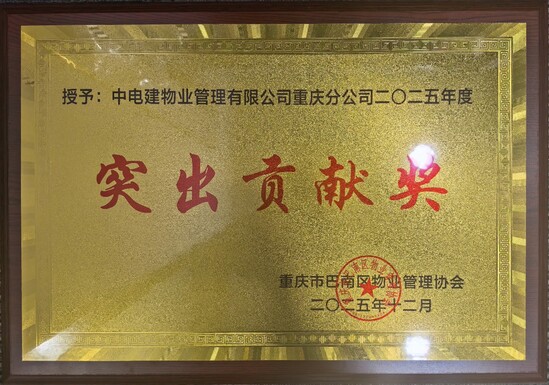 授予：中电建物业管理有限公司重庆分公司二〇二五年度
突出贡献奖
重庆市巴南区物业管理协会
二〇二五年十二月